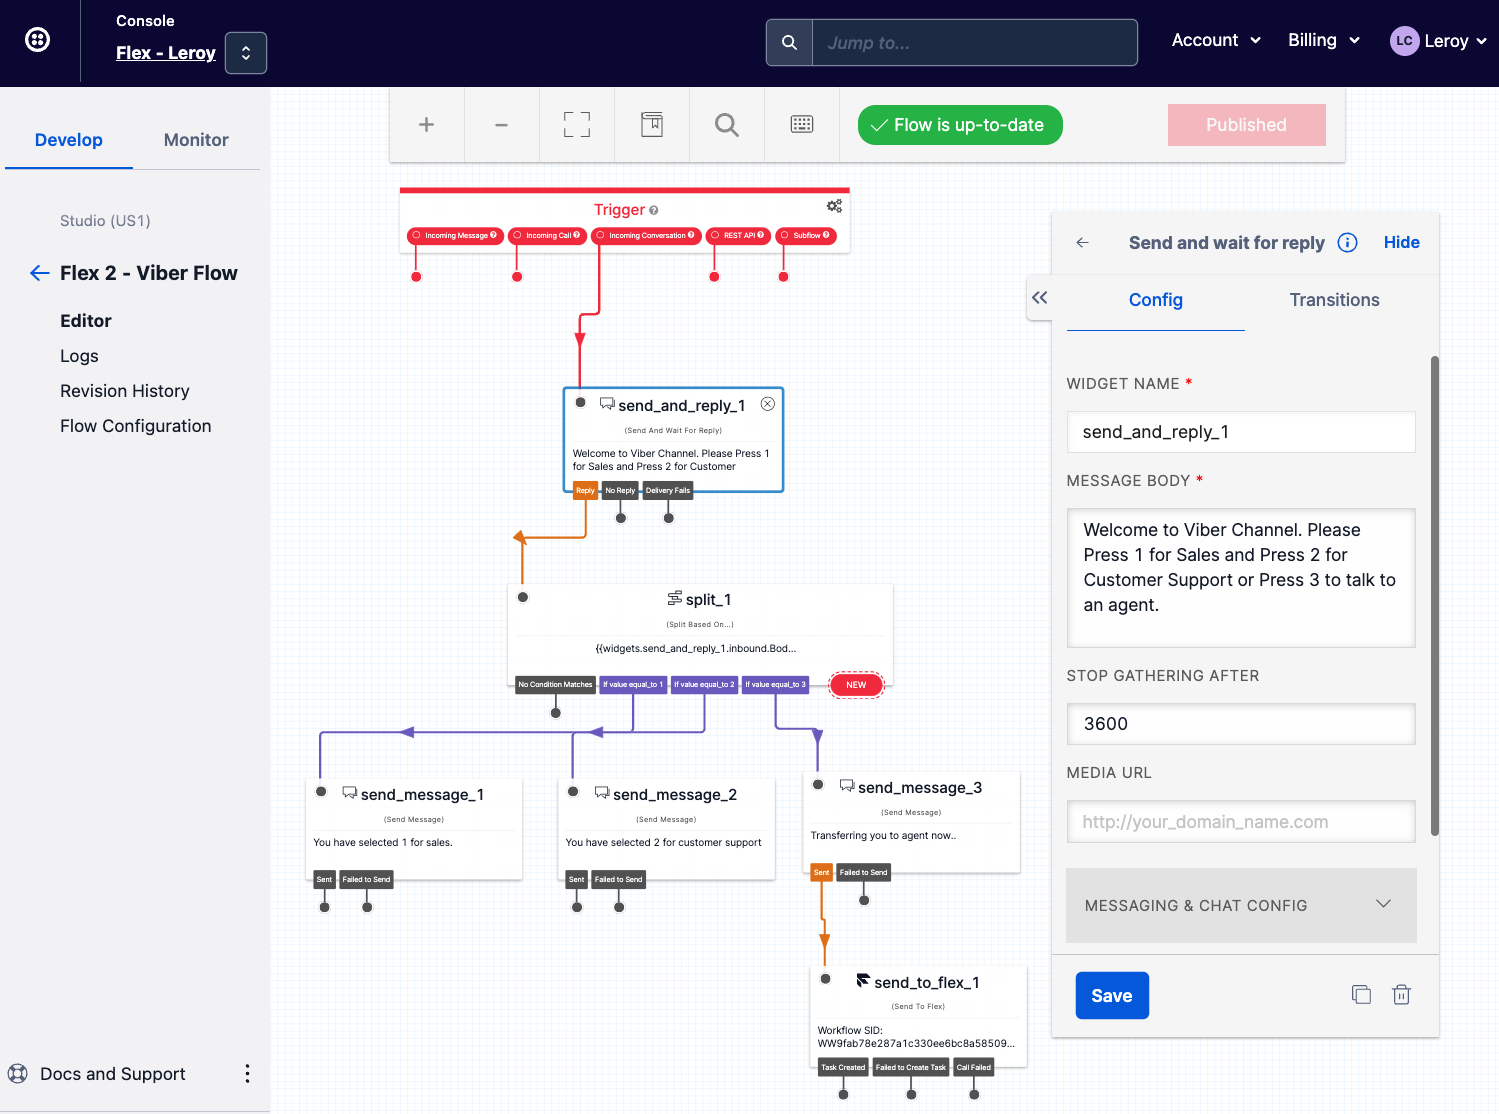 Console
Flex - Leroy
Jump to...
Account
Billing
LC
Leroy
Develop
Monitor
Studio (US1)
Flex 2 - Viber Flow
Editor
Logs
Revision History
Flow Configuration
Docs and Support
Flow is up-to-date
Published
Trigger
Incoming Message
Incoming Call
Incoming Conversation
REST API
Subflow
send_and_reply_1
(Send And Wait For Reply)
Welcome to Viber Channel. Please Press 1
for Sales and Press 2 for Customer
Reply
No Reply
Delivery Fails
split_1
(Split Based On...)
{{widgets.send_and_reply_1.inbound.Bod...
No Condition Matches
If value equal_to 1
If value equal_to 2
If value equal_to 3
NEW
send_message_1
(Send Message)
You have selected 1 for sales.
Sent
Failed to Send
send_message_2
(Send Message)
You have selected 2 for customer support
Sent
Failed to Send
send_message_3
(Send Message)
Transferring you to agent now..
Sent
Failed to Send
send_to_flex_1
(Send To Flex)
Workflow SID:
WW9fab78e287a1c330ee6bc8a58509...
Task Created
Failed to Create Task
Call Failed
Send and wait for reply
Hide
Config
Transitions
WIDGET NAME *
send_and_reply_1
MESSAGE BODY *
Welcome to Viber Channel. Please
Press 1 for Sales and Press 2 for
Customer Support or Press 3 to talk to
an agent.
STOP GATHERING AFTER
3600
MEDIA URL
http://your_domain_name.com
MESSAGING & CHAT CONFIG
Save